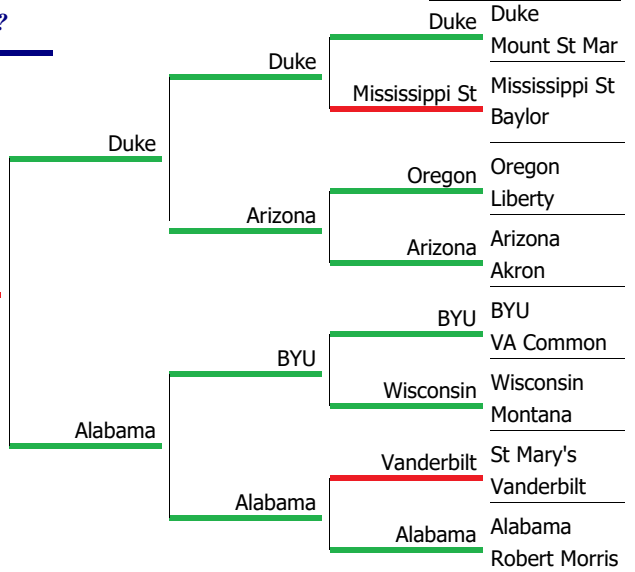 ?
Duke
Duke
Mount St Mar
Duke
Mississippi St
Mississippi St
Baylor
Duke
Oregon
Oregon
Liberty
Arizona
Arizona
Arizona
Akron
BYU
BYU
VA Common
BYU
Wisconsin
Wisconsin
Montana
Alabama
Vanderbilt
St Mary's
Vanderbilt
Alabama
Alabama
Alabama
Robert Morris